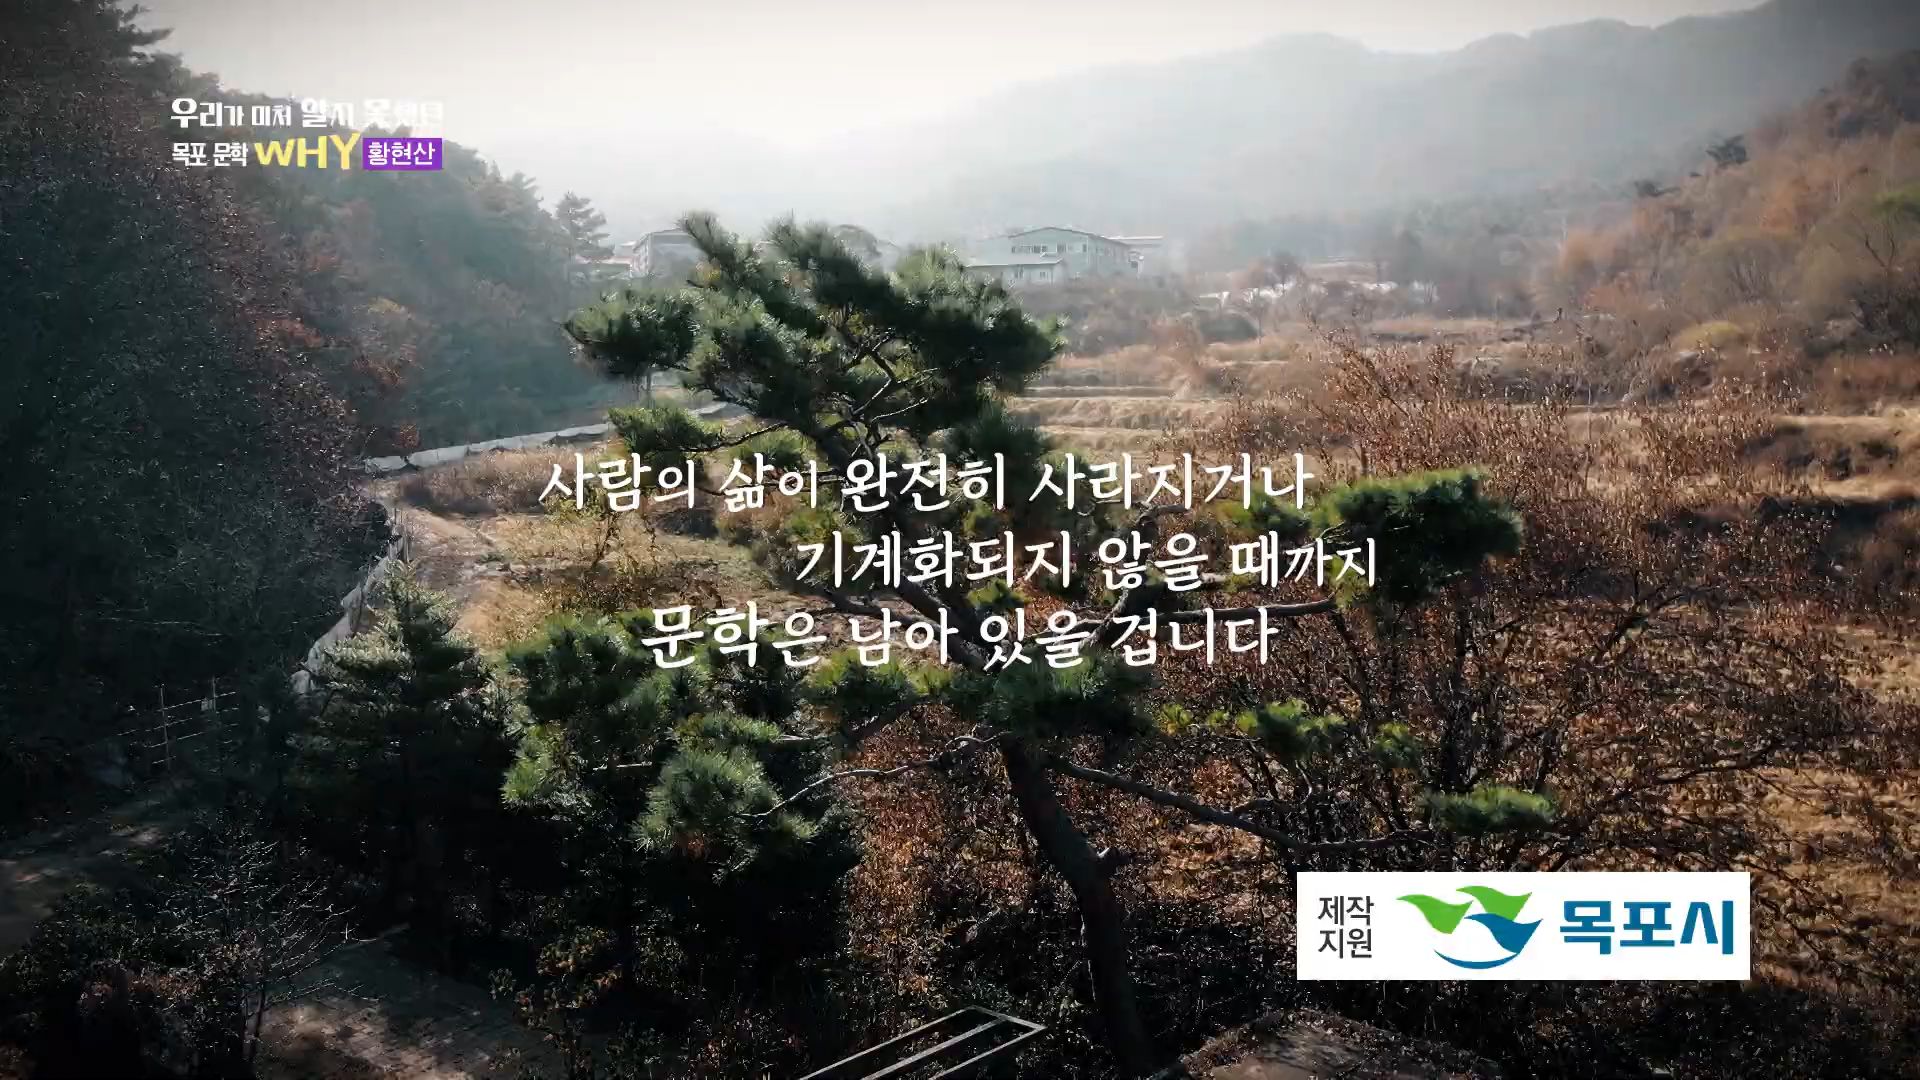 우리가 미처 알지 못했던
목포 문학 WHY 황현산
사람의 삶이 완전히 사라지거나
기계화되지 않을 때까지
문학은 남아 있을 겁니다
제작
지원
목포시